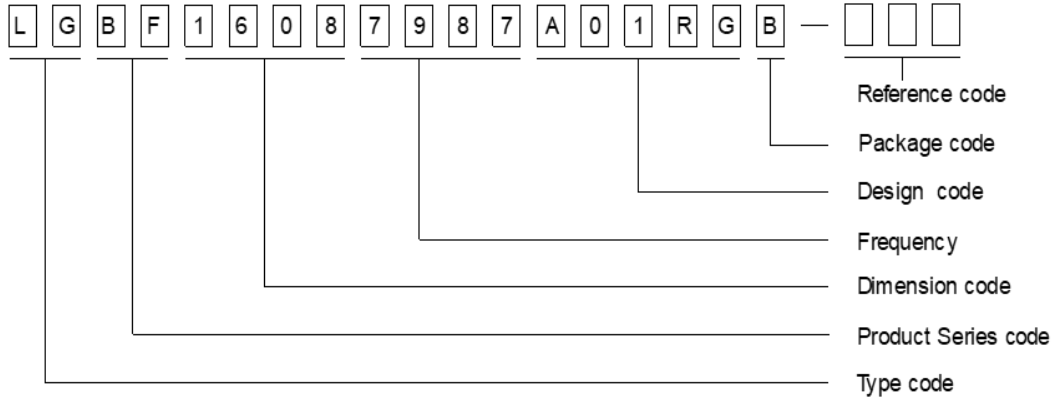 L G B F 1 6 0 8 7 9 8 7 A 0 1 R G B —
Reference code
Package code
Design code
Frequency
Dimension code
Product Series code
Type code